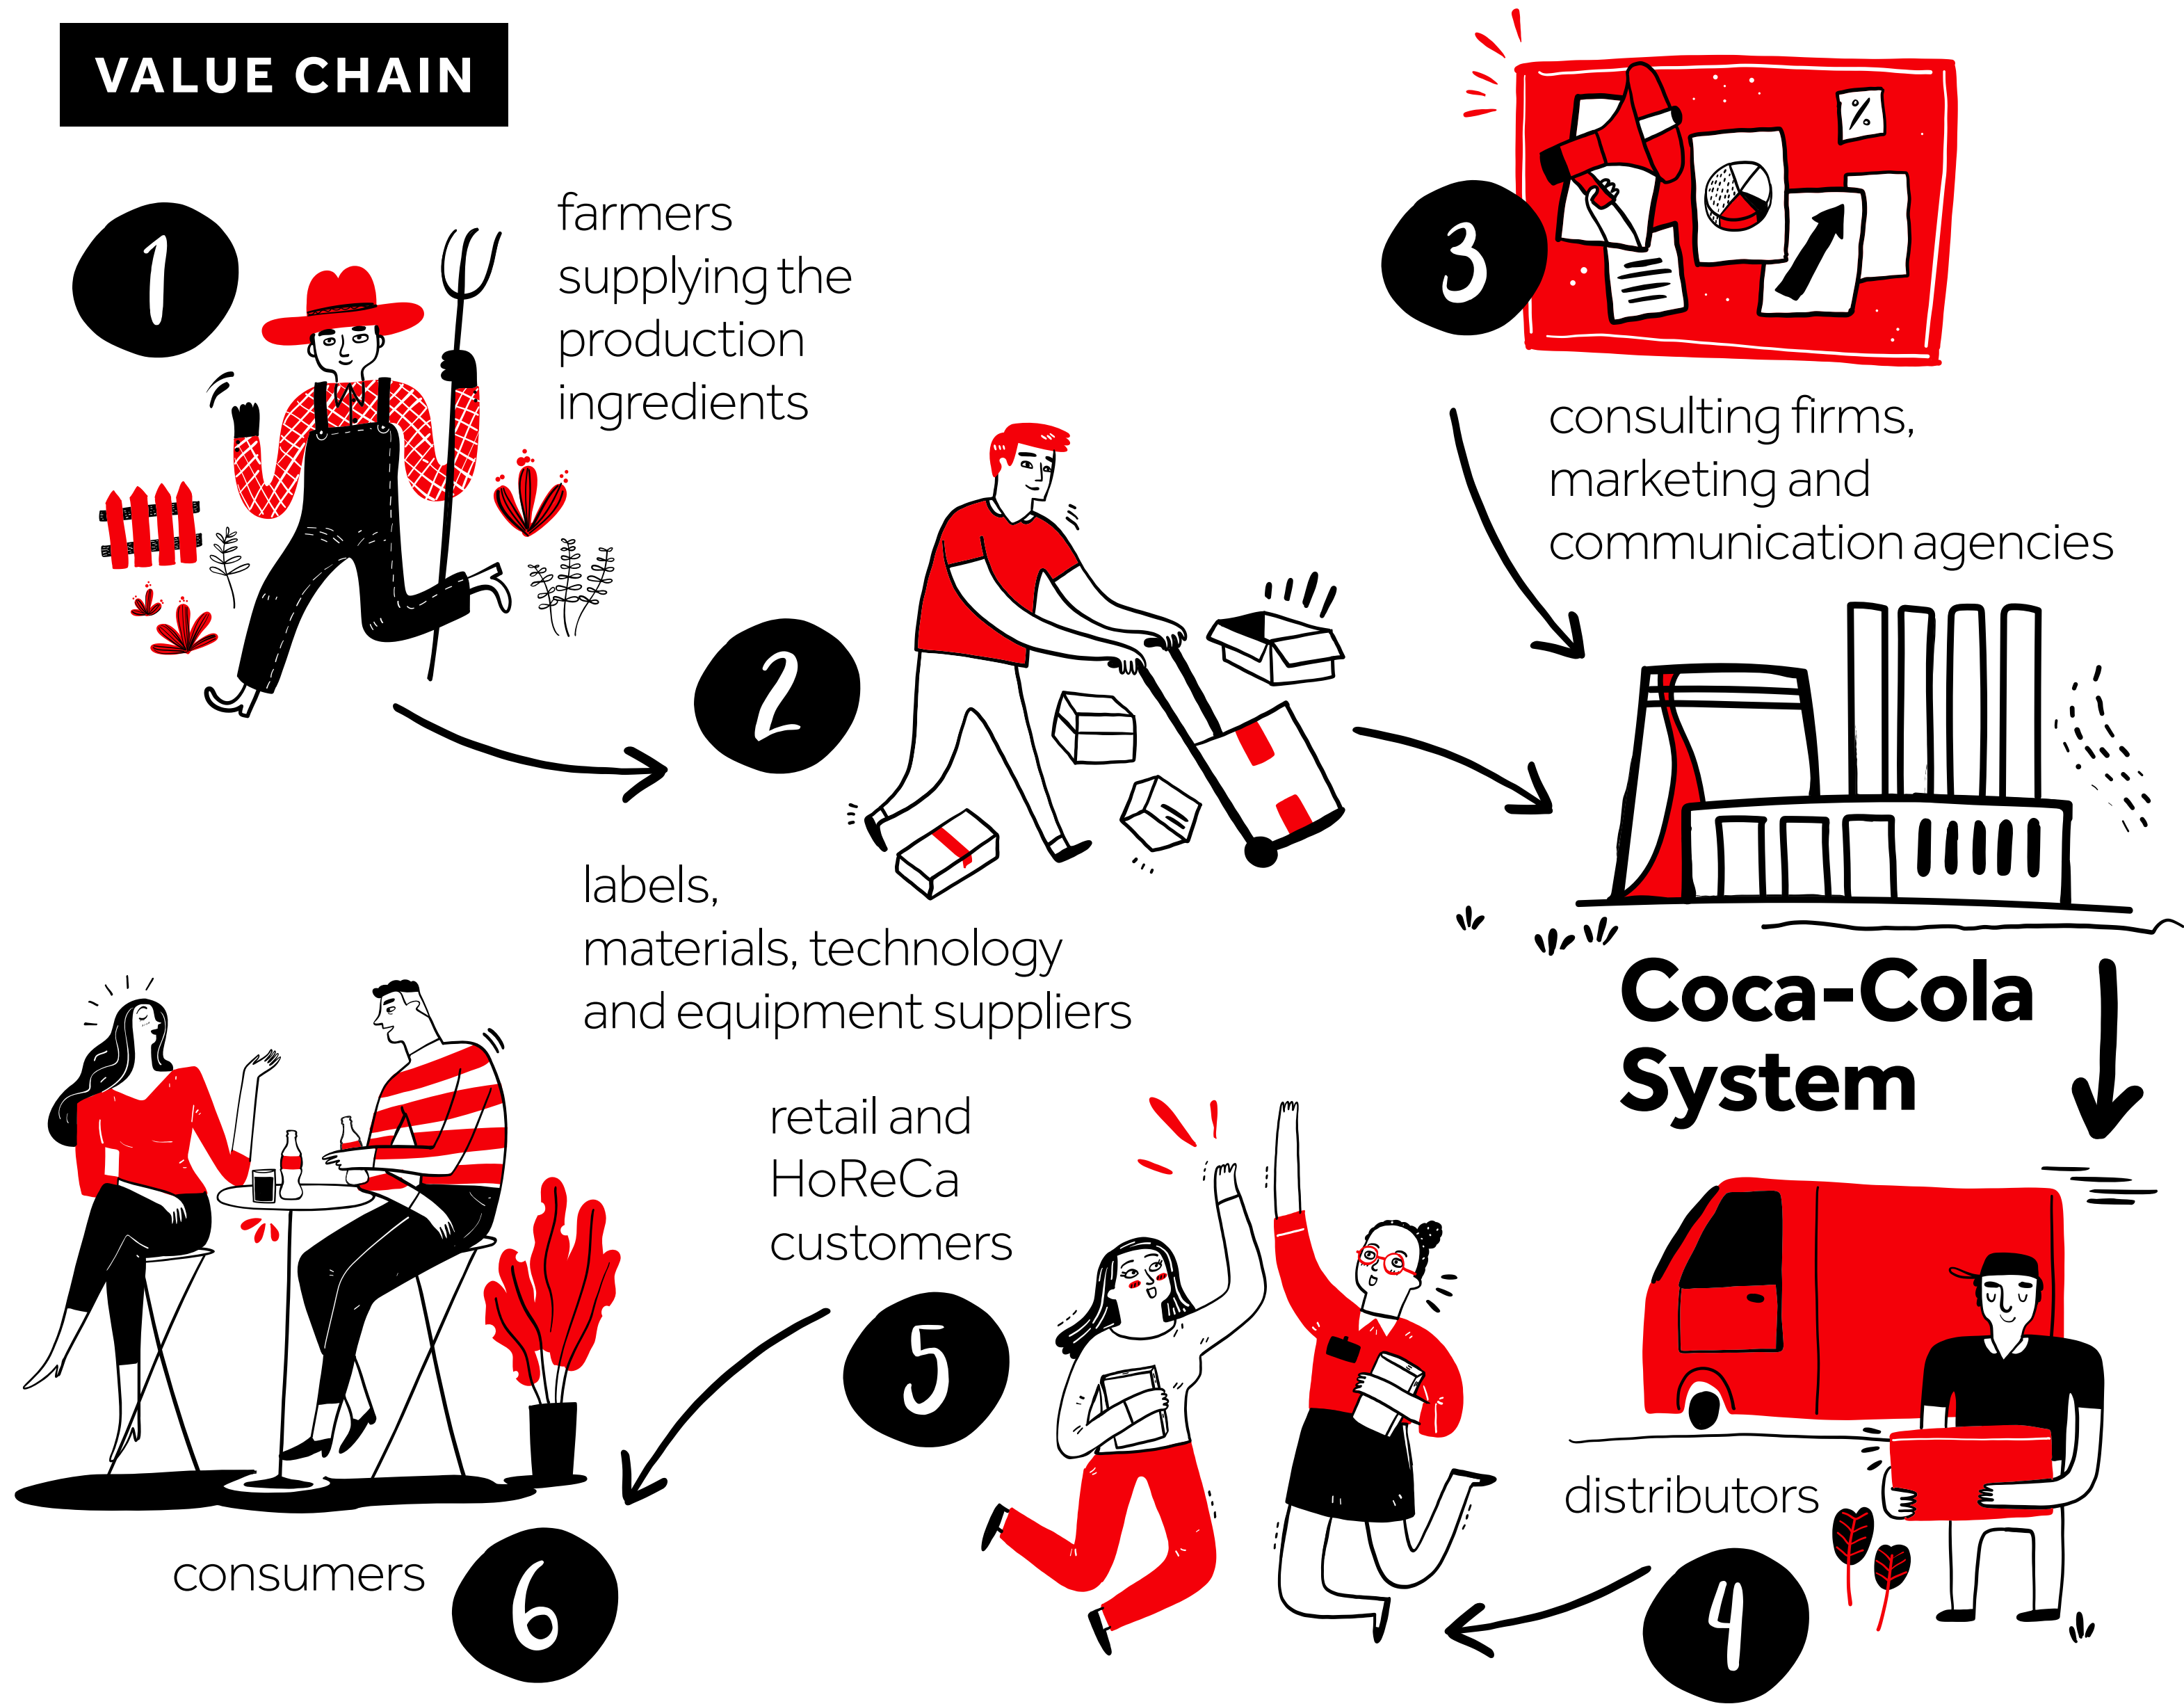 VALUE CHAIN
1
farmers
supplying the
production
ingredients
2
labels,
materials, technology
and equipment suppliers
3
%
consulting firms,
marketing and
communication agencies
Coca-Cola
System
distributors
4
retail and
HoReCa
customers
5
consumers
6